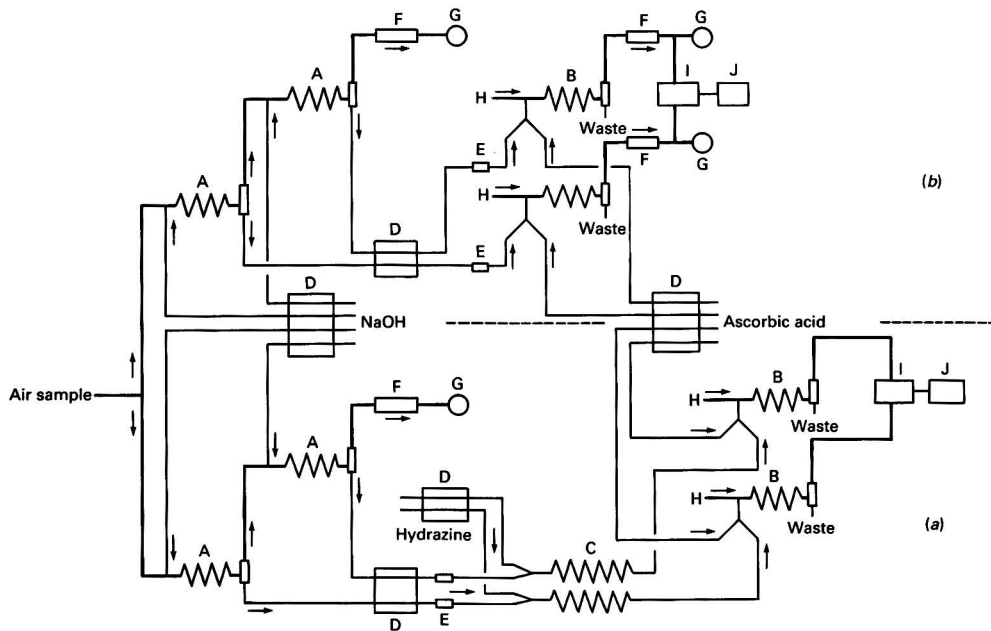 F G
A
B F G
H I J
Waste
E F G
A H
(b)
Waste
D E
D D
NaOH Ascorbic acid
B I J
Air sample F G H
Waste
A
D B
H
Hydrazine Waste
(a)
A C
E
D